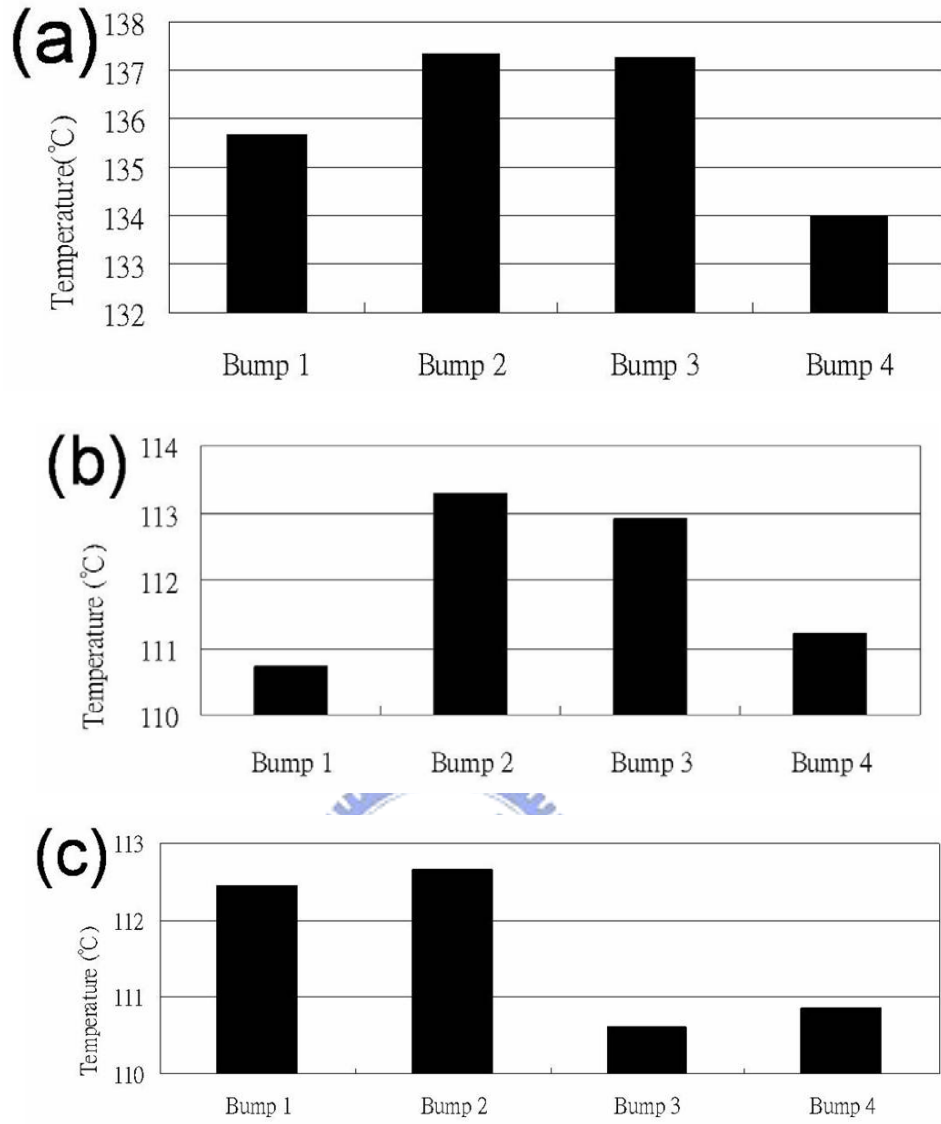 (a)
Temperature(℃)
138
137
136
135
134
133
132
Bump 1 Bump 2 Bump 3 Bump 4
(b)
Temperature (℃)
114
113
112
111
110
Bump 1 Bump 2 Bump 3 Bump 4
(c)
Temperature (℃)
113
112
111
110
Bump 1 Bump 2 Bump 3 Bump 4